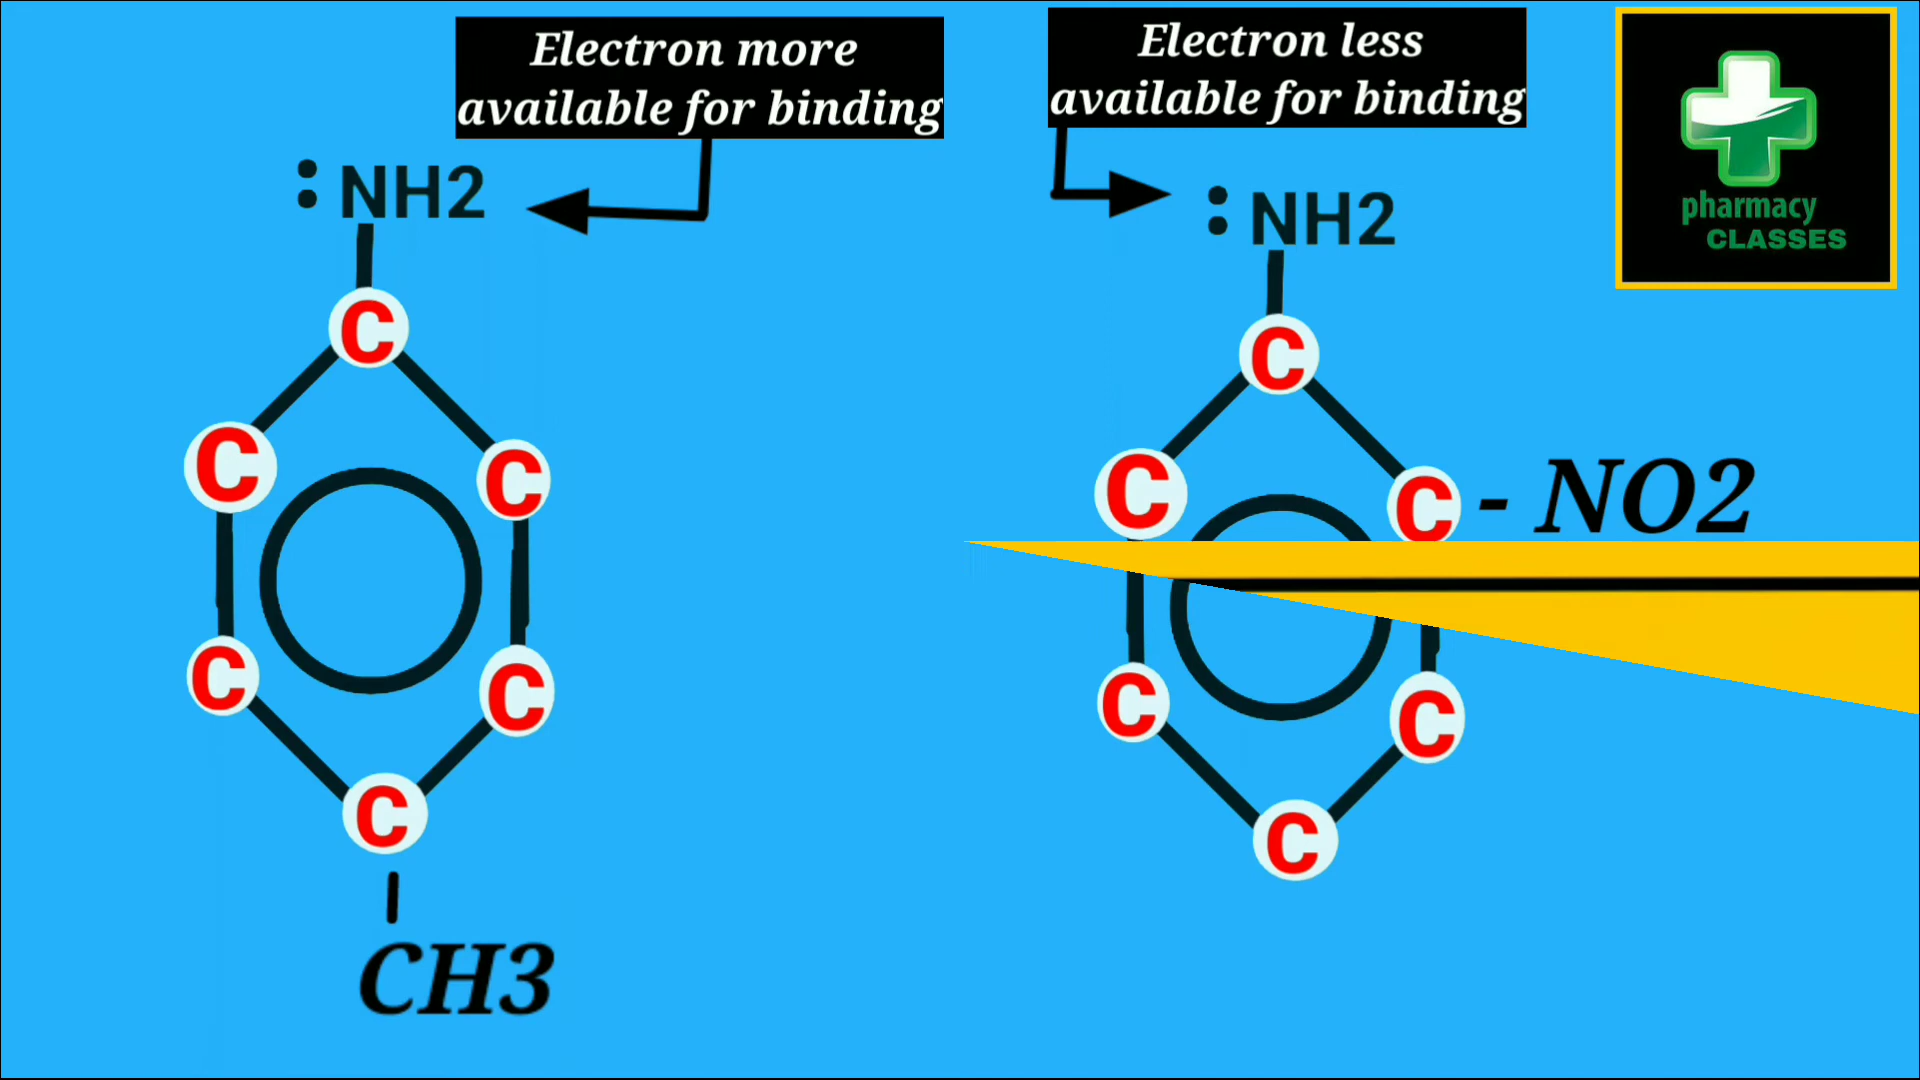 Electron more
available for binding
Electron less
available for binding
pharmacy
CLASSES
: NH2
: NH2
C
C
C
C
C
C
C
C
C - NO2
C
C
C
CH3